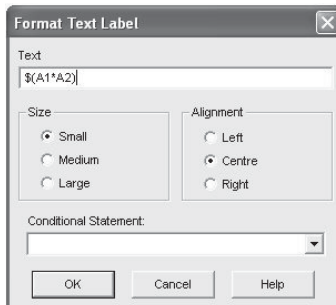 Format Text Label
Text
$(A1*A2)
Size
Small
Medium
Large
Alignment
Left
Centre
Right
Conditional Statement:
OK
Cancel
Help